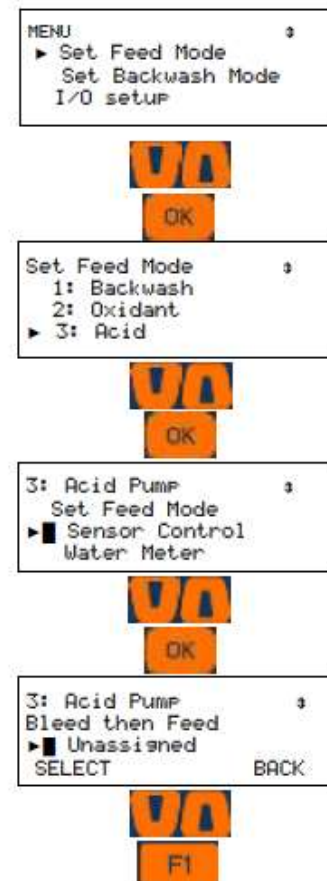 MENU
Set Feed Mode
Set Backwash Mode
I/O setup
OK
Set Feed Mode
1: Backwash
2: Oxidant
3: Acid
OK
3: Acid Pump
Set Feed Mode
Sensor Control
Water Meter
OK
3: Acid Pump
Bleed then Feed
Unassigned
SELECT BACK
F1